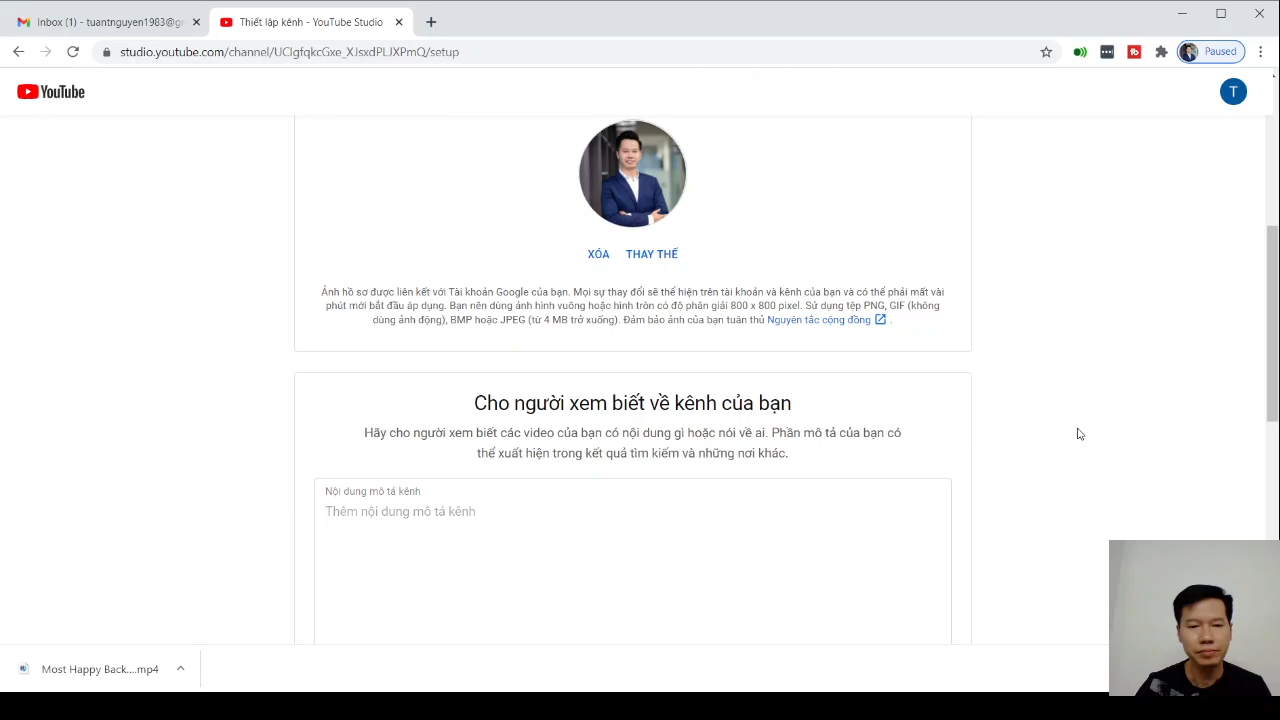 Inbox (1) - tuantnguyen1983@gr
Thiết lập kênh - YouTube Studio
studio.youtube.com/channel/UCIgfqkcGxe_XJsxdPLJXPmQ/setup
Paused
YouTube
T
XÓA THAY THẾ
Ảnh hồ sơ được liên kết với Tài khoản Google của bạn. Mọi sự thay đổi sẽ thể hiện trên tài khoản và kênh của bạn và có thể phải mất vài
phút mới bắt đầu áp dụng. Bạn nên dùng ảnh hình vuông hoặc hình tròn có độ phân giải 800 x 800 pixel. Sử dụng tệp PNG, GIF (không
dùng ảnh động), BMP hoặc JPEG (từ 4 MB trở xuống). Đảm bảo ảnh của bạn tuân thủ Nguyên tắc cộng đồng .
Cho người xem biết về kênh của bạn
Hãy cho người xem biết các video của bạn có nội dung gì hoặc nói về ai. Phần mô tả của bạn có
thể xuất hiện trong kết quả tìm kiếm và những nơi khác.
Nội dung mô tả kênh
Thêm nội dung mô tả kênh
Most Happy Back....mp4